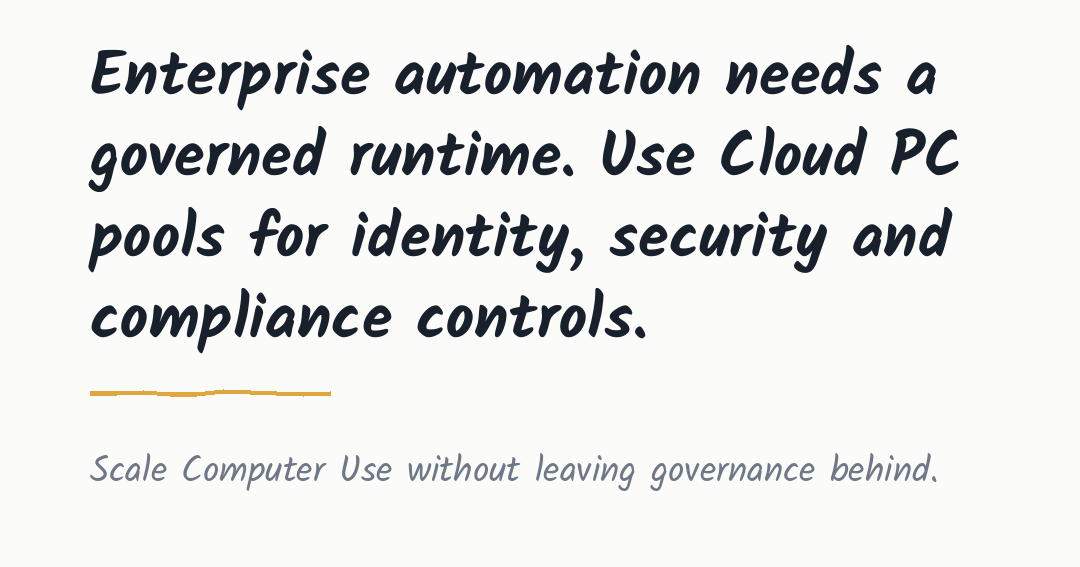 Enterprise automation needs a
governed runtime. Use Cloud PC
pools for identity, security and
compliance controls.
Scale Computer Use without leaving governance behind.